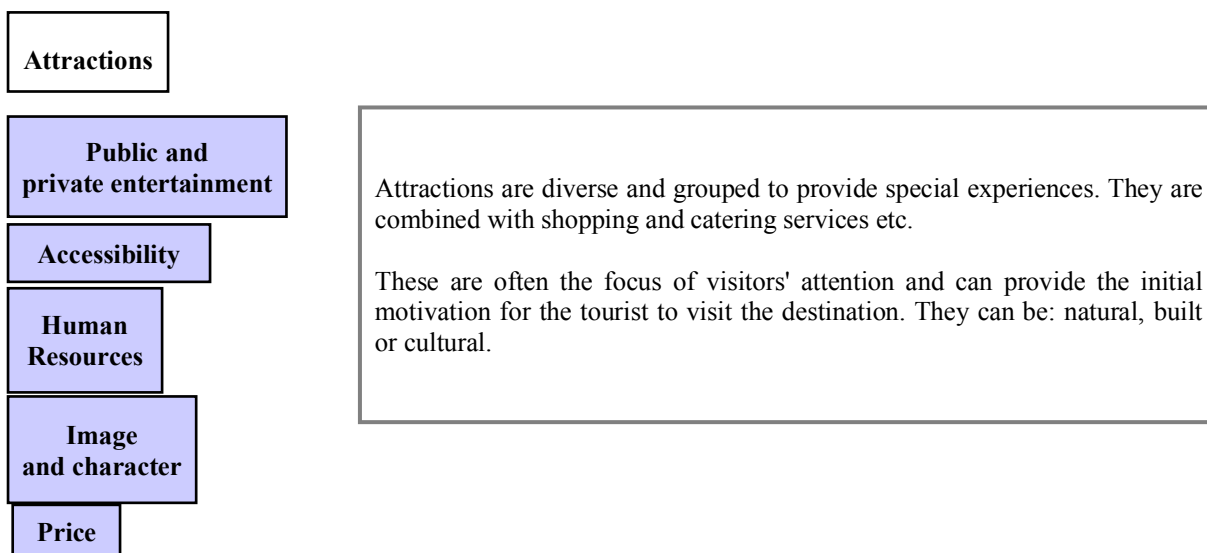 Attractions
Public and
private entertainment
Accessibility
Human
Resources
Image
and character
Price
Attractions are diverse and grouped to provide special experiences. They are
combined with shopping and catering services etc.
These are often the focus of visitors' attention and can provide the initial
motivation for the tourist to visit the destination. They can be: natural, built
or cultural.